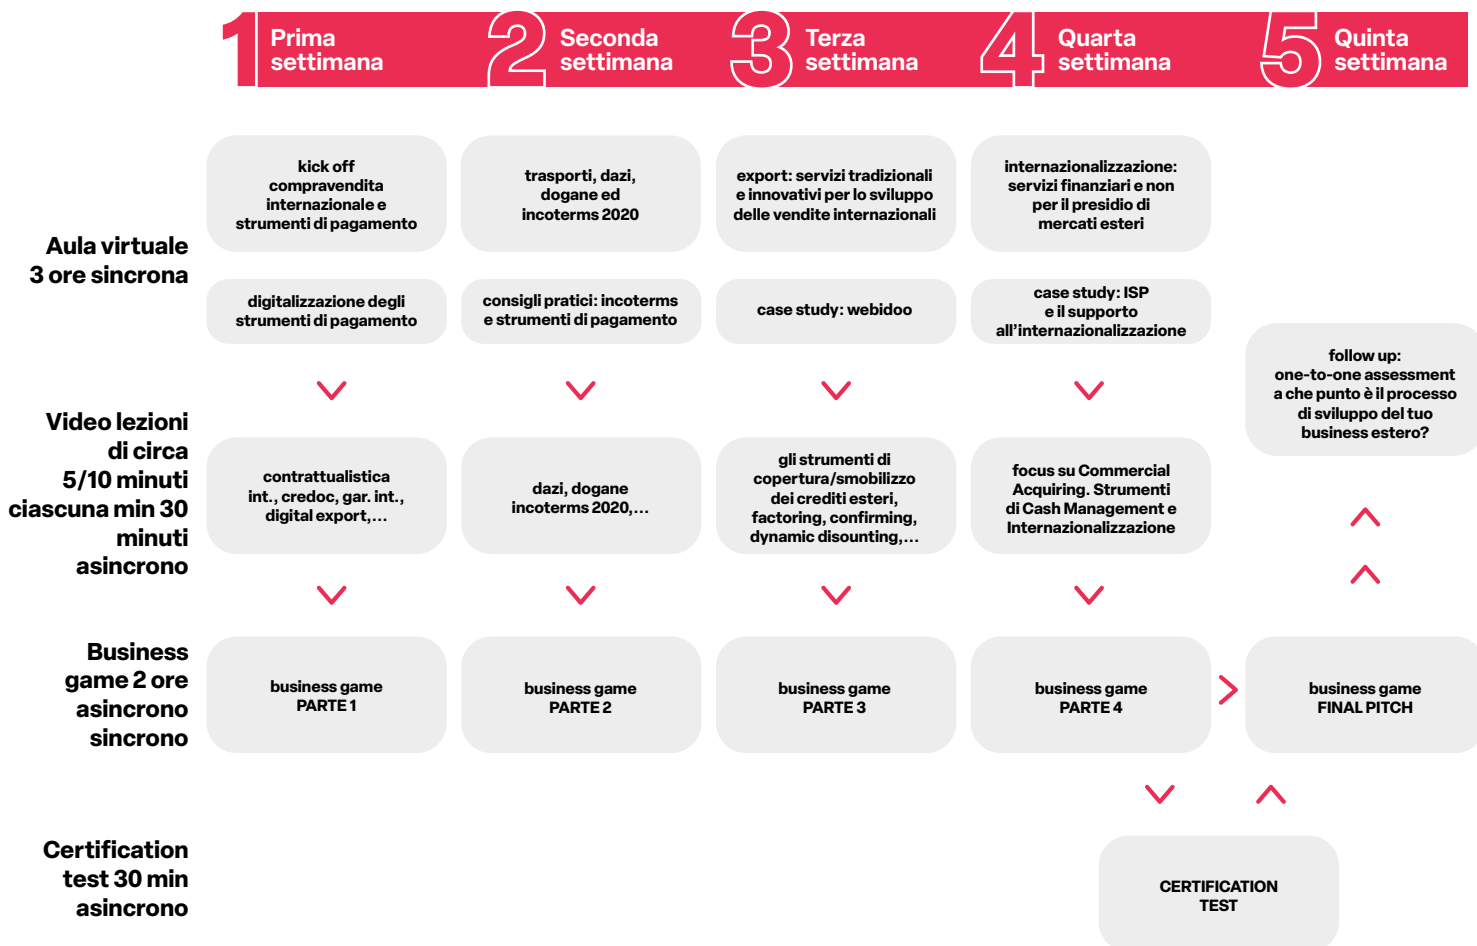 1 Prima
settimana
2 Seconda
settimana
3 Terza
settimana
4 Quarta
settimana
5 Quinta
settimana
Aula virtuale
3 ore sincrona
kick off
compravendita
internazionale e
strumenti di pagamento
trasporti, dazi,
dogane ed
incoterms 2020
export: servizi tradizionali
e innovativi per lo sviluppo
delle vendite internazionali
internazionalizzazione:
servizi finanziari e non
per il presidio di
mercati esteri
digitalizzazione degli
strumenti di pagamento
consigli pratici: incoterms
e strumenti di pagamento
case study: webidoo
case study: ISP
e il supporto
all'internazionalizzazione
follow up:
one-to-one assessment
a che punto è il processo
di sviluppo del tuo
business estero?
Video lezioni
di circa
5/10 minuti
ciascuna min 30
minuti
asincrono
contrattualistica
int., credoc, gar. int.,
digital export,...
dazi, dogane
incoterms 2020,...
gli strumenti di
copertura/smobilizzo
dei crediti esteri,
factoring, confirming,
dynamic disounting,...
focus su Commercial
Acquiring. Strumenti
di Cash Management e
Internazionalizzazione
Business
game 2 ore
asincrono
sincrono
business game
PARTE 1
business game
PARTE 2
business game
PARTE 3
business game
PARTE 4
business game
FINAL PITCH
Certification
test 30 min
asincrono
CERTIFICATION
TEST